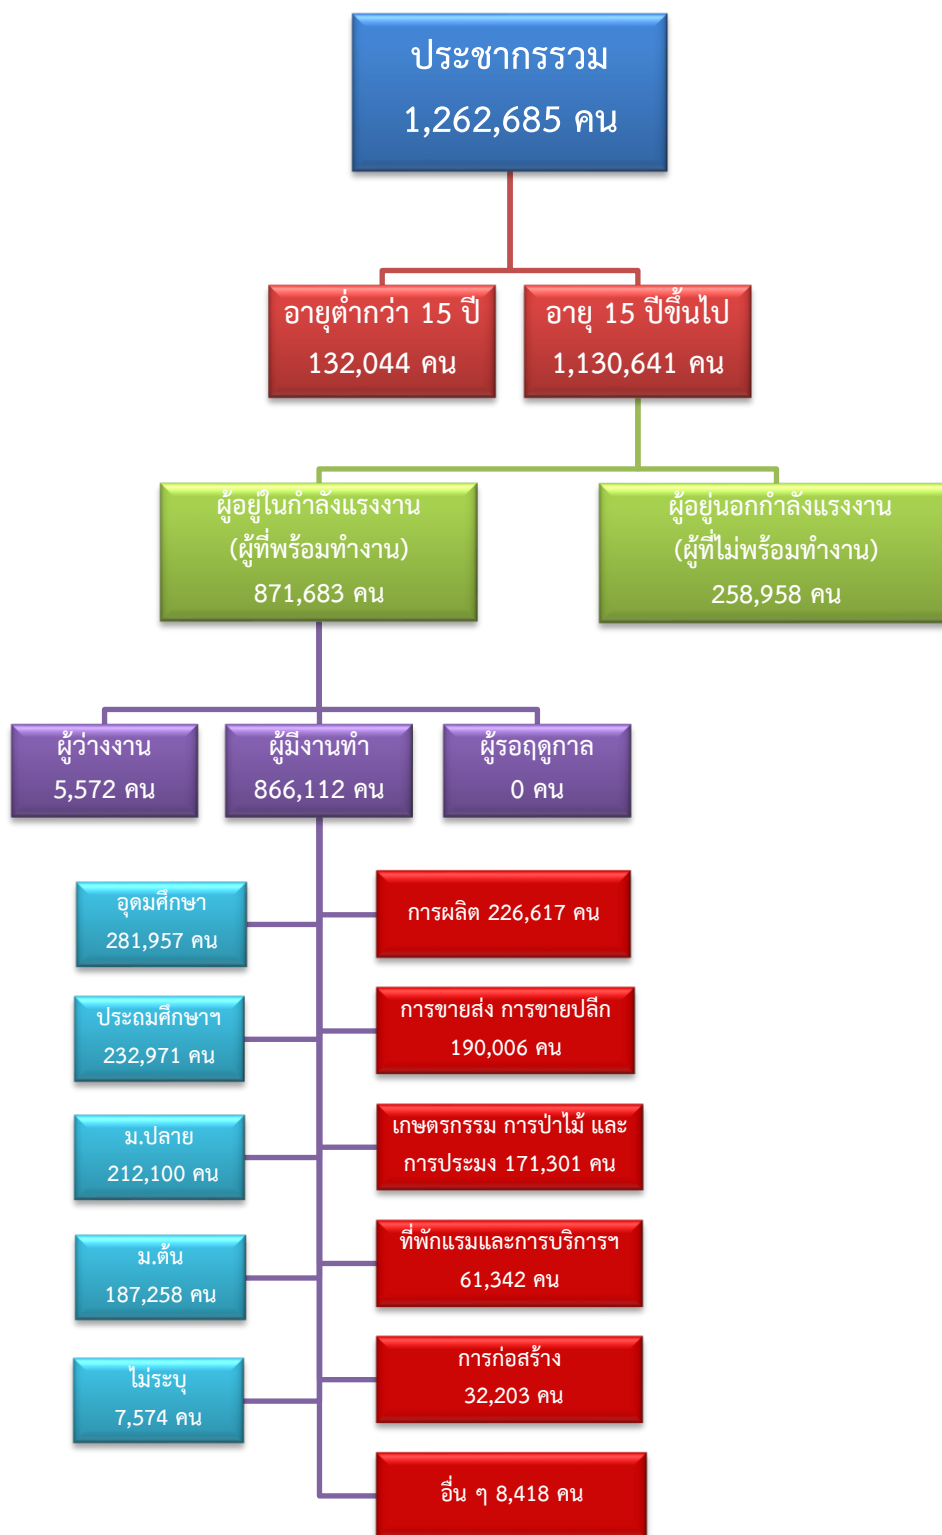 ประชากรรวม
1,262,685 คน
อายุต่ำกว่า 15 ปี
132,044 คน
อายุ 15 ปีขึ้นไป
1,130,641 คน
ผู้อยู่ในกำลังแรงงาน
(ผู้ที่พร้อมทำงาน)
871,683 คน
ผู้อยู่นอกกำลังแรงงาน
(ผู้ที่ไม่พร้อมทำงาน)
258,958 คน
ผู้ว่างงาน
5,572 คน
ผู้มีงานทำ
866,112 คน
ผู้รอฤดูกาล
0 คน
อุดมศึกษา
281,957 คน
ประถมศึกษาฯ
232,971 คน
ม.ปลาย
212,100 คน
ม.ต้น
187,258 คน
ไม่ระบุ
7,574 คน
การผลิต 226,617 คน
การขายส่ง การขายปลีก
190,006 คน
เกษตรกรรม การป่าไม้ และ
การประมง 171,301 คน
ที่พักแรมและการบริการฯ
61,342 คน
การก่อสร้าง
32,203 คน
อื่น ๆ 8,418 คน